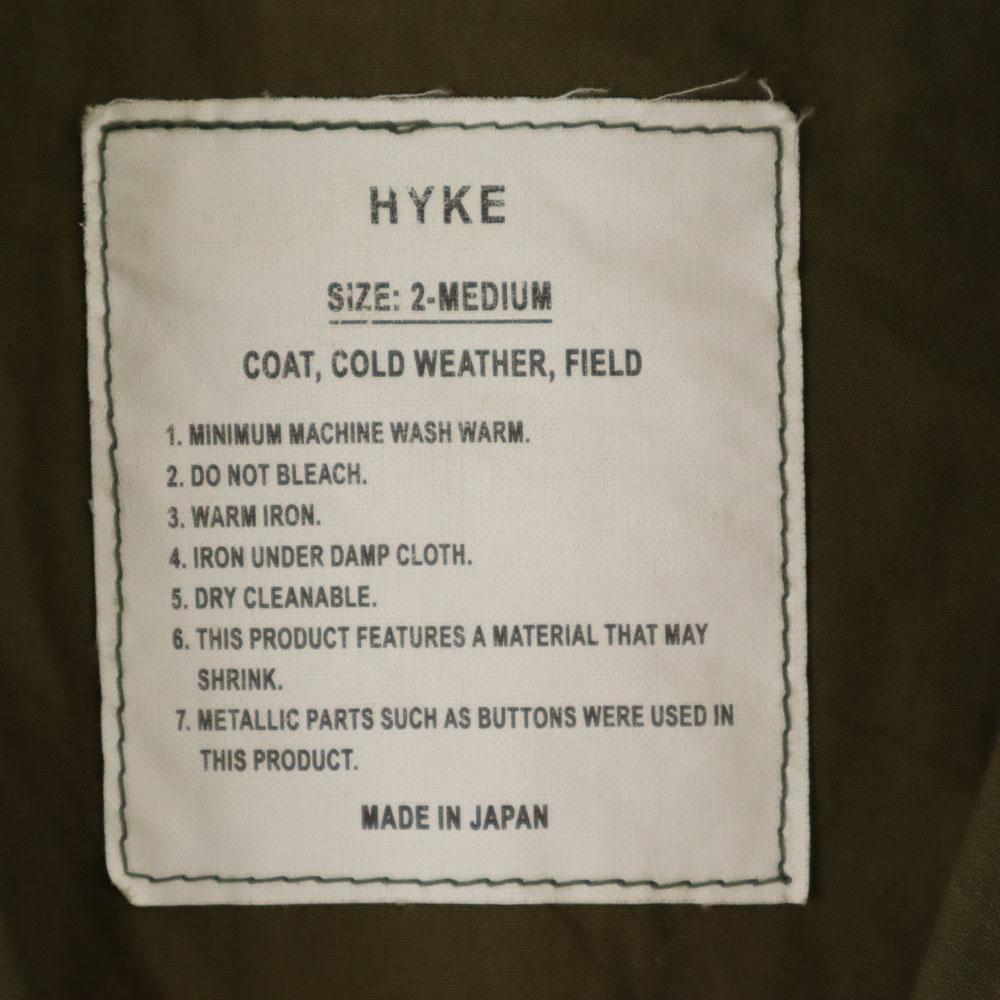 HYKE
SIZE: 2-MEDIUM
COAT, COLD WEATHER, FIELD
1. MINIMUM MACHINE WASH WARM.
2. DO NOT BLEACH.
3. WARM IRON.
4. IRON UNDER DAMP CLOTH.
5. DRY CLEANABLE.
6. THIS PRODUCT FEATURES A MATERIAL THAT MAY
SHRINK.
7. METALLIC PARTS SUCH AS BUTTONS WERE USED IN
THIS PRODUCT.
MADE IN JAPAN